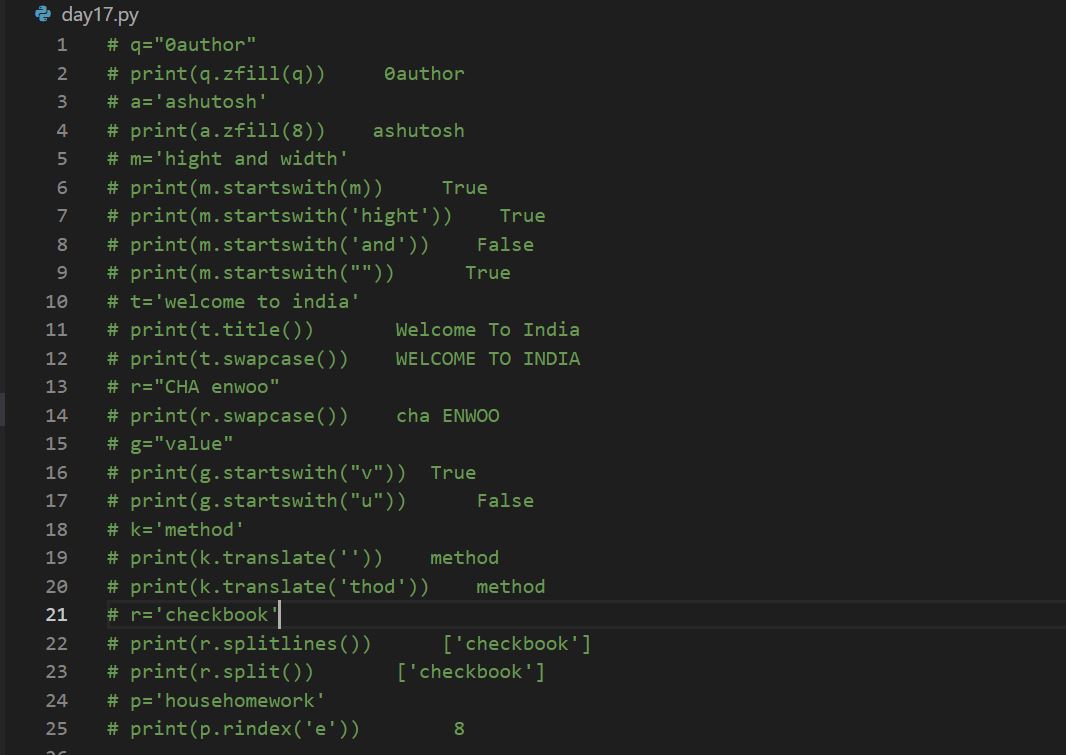 day17.py
1 # q="0author"
2 # print(q.zfill(q)) 0author
3 # a='ashutosh'
4 # print(a.zfill(8)) ashutosh
5 # m='hight and width'
6 # print(m.startswith(m)) True
7 # print(m.startswith('hight')) True
8 # print(m.startswith('and')) False
9 # print(m.startswith("")) True
10 # t='welcome to india'
11 # print(t.title()) Welcome To India
12 # print(t.swapcase()) WELCOME TO INDIA
13 # r="CHA enwoo"
14 # print(r.swapcase()) cha ENWOO
15 # g="value"
16 # print(g.startswith("v")) True
17 # print(g.startswith("u")) False
18 # k='method'
19 # print(k.translate('')) method
20 # print(k.translate('thod')) method
21 # r='checkbook'
22 # print(r.splitlines()) ['checkbook']
23 # print(r.split()) ['checkbook']
24 # p='househomework'
25 # print(p.rindex('e')) 8